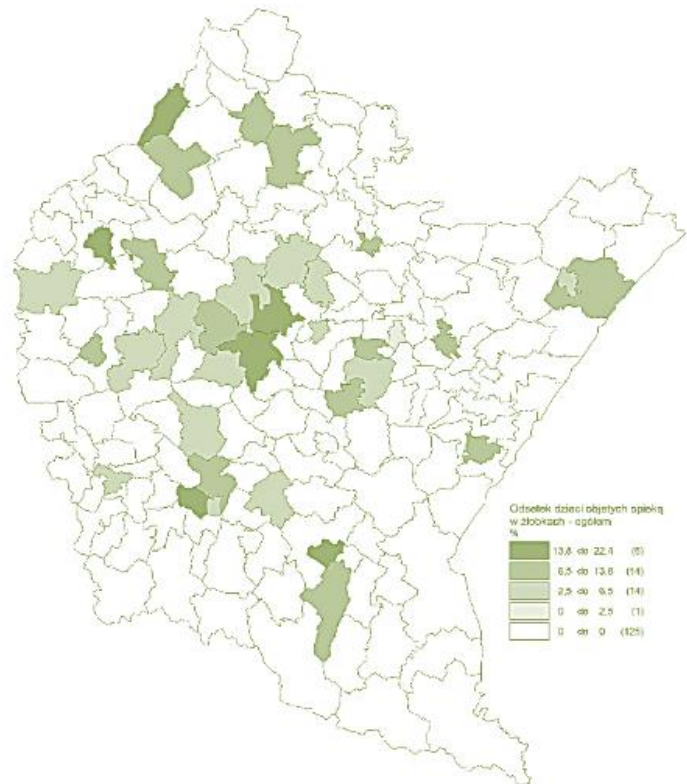 Odsetek dzieci objętych opieką
w żłobkach - ogółem
%
13,8 do 22,4 (6)
6,5 do 13,8 (14)
2,5 do 6,5 (14)
0 do 2,5 (1)
0 do 0 (125)